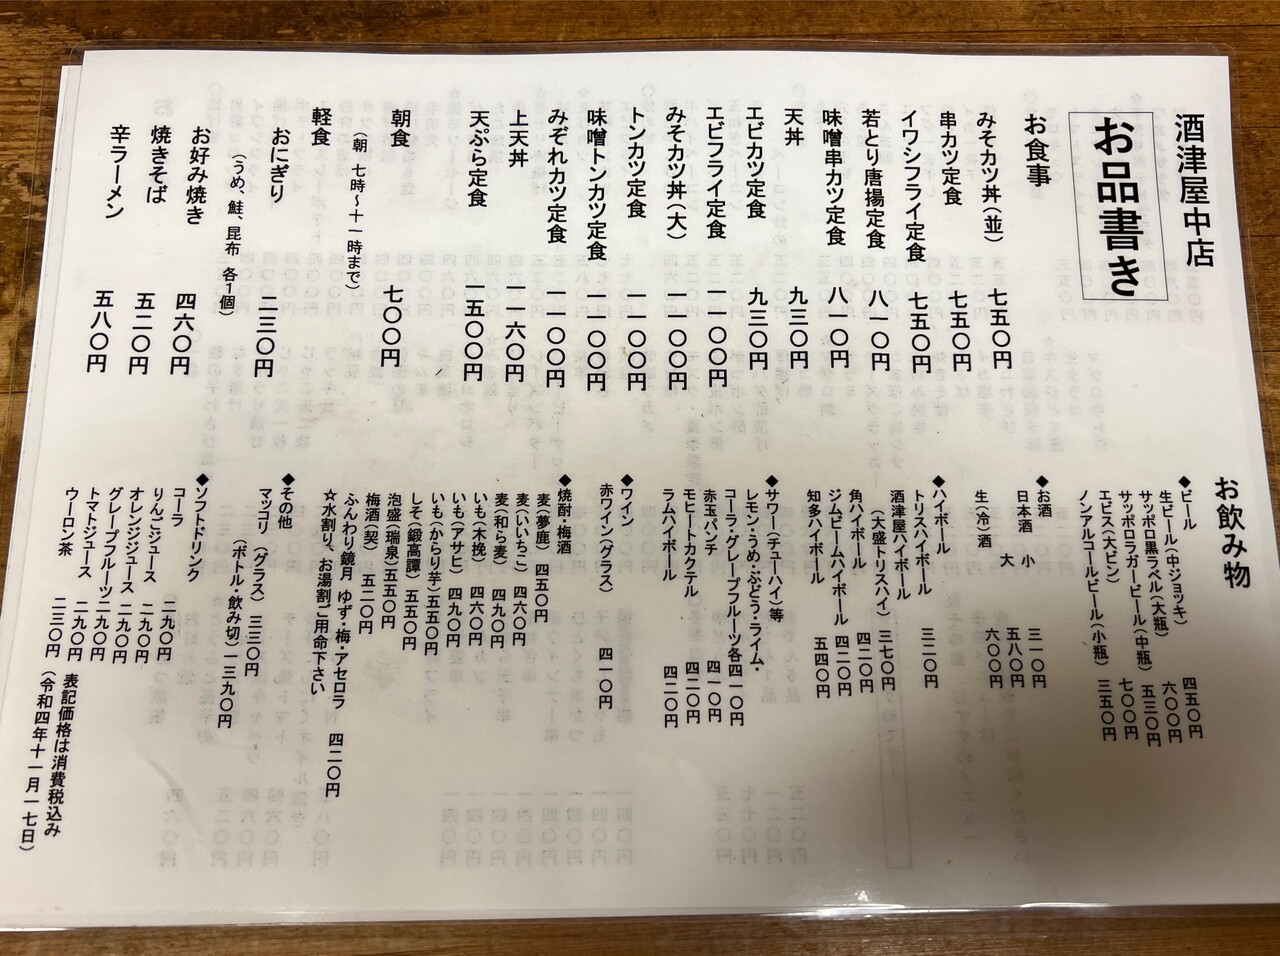 酒津屋中店
お品書き
お食事
みそカツ丼(並) 七五〇円
串カツ定食 七五〇円
イワシフライ定食 七五〇円
若とり唐揚定食 八一〇円
味噌串カツ定食 八一〇円
天丼 九三〇円
エビカツ定食 九三〇円
エビフライ定食 一一〇〇円
みそカツ丼(大) 一一〇〇円
トンカツ定食 一一〇〇円
味噌トンカツ定食 一一〇〇円
みぞれカツ定食 一一〇〇円
上天丼 一一六〇円
天ぷら定食 一五〇〇円
朝食 七〇〇円
(朝 七時〜十一時まで)
軽食
おにぎり 二三〇円
(うめ、鮭、昆布 各1個)
お好み焼き 四六〇円
焼きそば 五二〇円
辛ラーメン 五八〇円
お飲み物
◆ビール
生ビール(中ジョッキ) 四五〇円
サッポロ黒ラベル(大瓶) 六〇〇円
サッポロラガービール(中瓶) 五三〇円
エビス(大ビン) 七〇〇円
ノンアルコールビール(小瓶) 三五〇円
◆お酒
日本酒 小 三一〇円
大 五八〇円
生(冷)酒 六〇〇円
◆ハイボール
トリスハイボール 三二〇円
酒津屋ハイボール
(大盛トリスハイ) 三七〇円
角ハイボール 四二〇円
ジムビームハイボール 四二〇円
知多ハイボール 五四〇円
◆サワー(チューハイ)等
レモン・うめ・ぶどう・ライム・
コーラ・グレープフルーツ各四一〇円
赤玉パンチ 四一〇円
モヒートカクテル 四二〇円
ラムハイボール 四二〇円
◆ワイン
赤ワイン(グラス) 四一〇円
◆焼酎・梅酒
麦(夢鹿) 四五〇円
麦(いいちこ) 四六〇円
麦(和ら麦) 四九〇円
いも(木挽) 四六〇円
いも(アサヒ) 四九〇円
いも(からり芋)五五〇円
しそ(鍛高譚) 五五〇円
泡盛(瑞泉)五五〇円
梅酒(契) 五二〇円
ふんわり鏡月 ゆず・梅・アセロラ 四二〇円
☆水割り、お湯割ご用命下さい
◆その他
マッコリ (グラス) 三三〇円
(ボトル・飲み切) 一三九〇円
◆ソフトドリンク
コーラ 二九〇円
りんごジュース 二九〇円
オレンジジュース 二九〇円
グレープフルーツ 二九〇円
トマトジュース 二九〇円
ウーロン茶 二三〇円
表記価格は消費税込み
(令和四年十一月一七日)